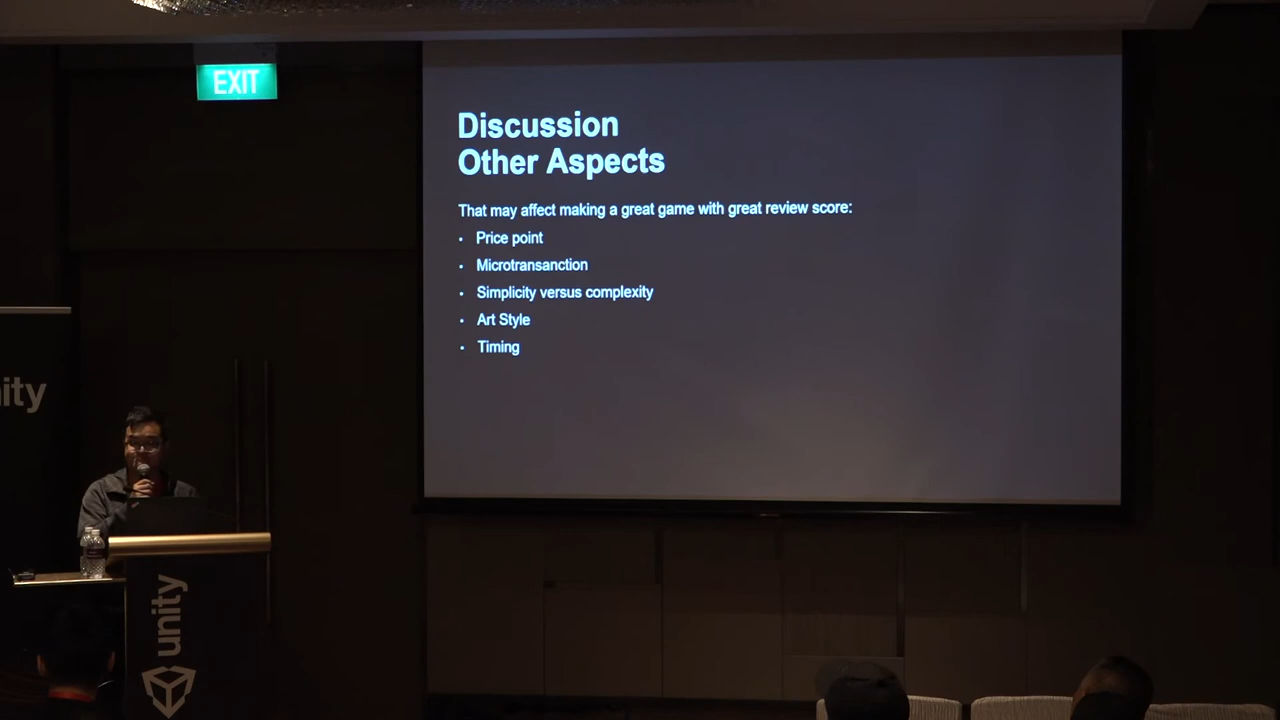 EXIT
Discussion
Other Aspects
That may affect making a great game with great review score:
• Price point
• Microtransanction
• Simplicity versus complexity
• Art Style
• Timing
ity
unity